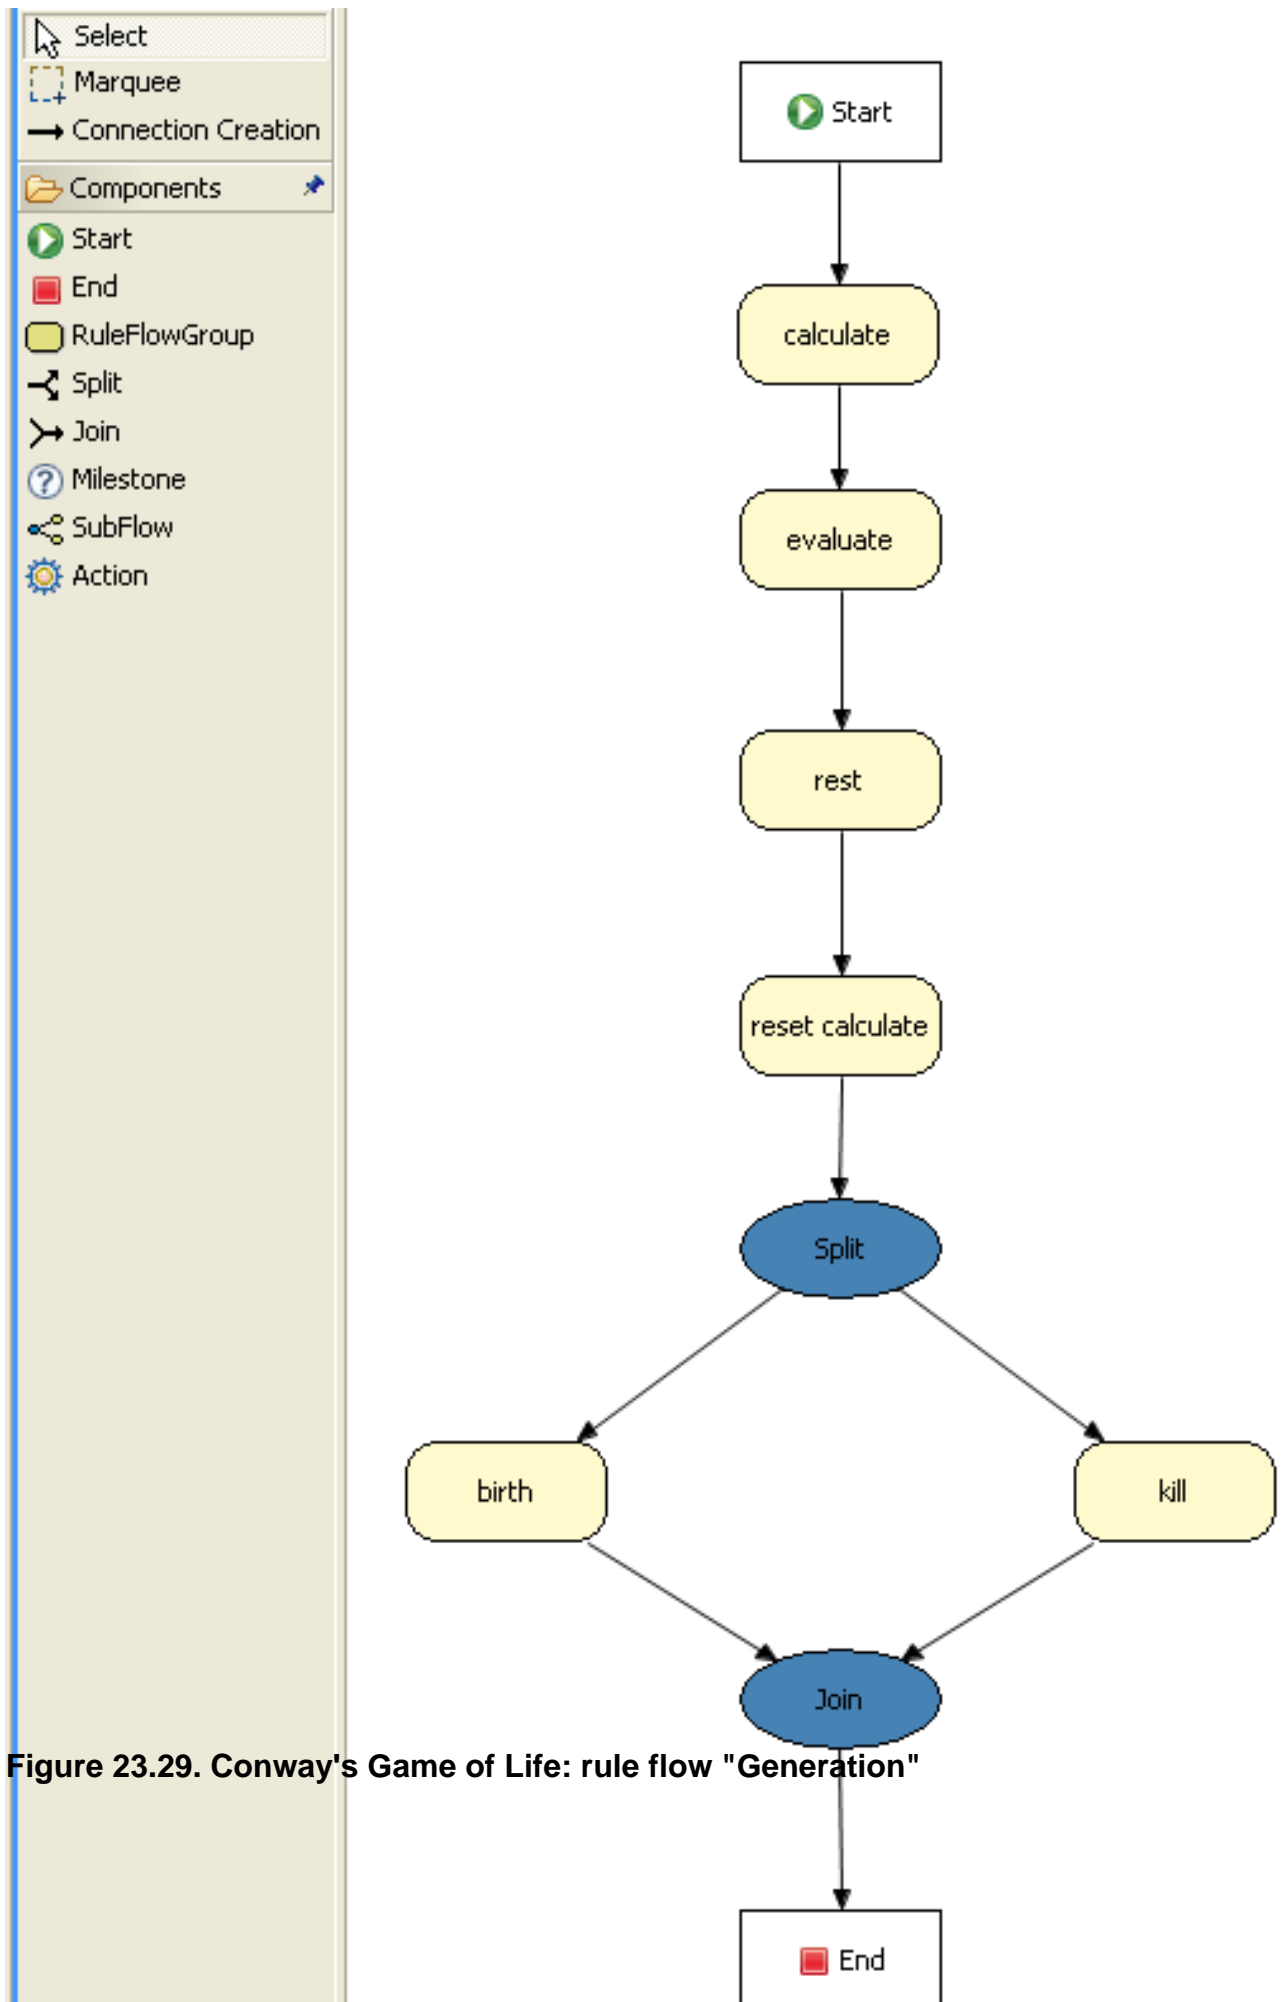 Select
Marquee
Connection Creation
Components
Start
End
RuleFlowGroup
Split
Join
Milestone
SubFlow
Action
Start
calculate
evaluate
rest
reset calculate
Split
birth
kill
Join
Figure 23.29. Conway's Game of Life: rule flow "Generation"
End